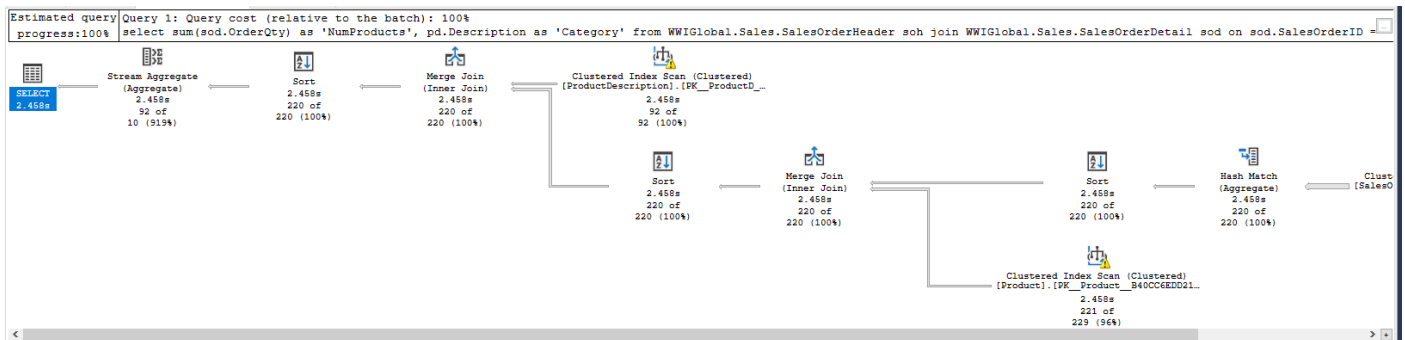 Estimated query progress:100%
Query 1: Query cost (relative to the batch): 100%
select sum(sod.OrderQty) as 'NumProducts', pd.Description as 'Category' from WWIGlobal.Sales.SalesOrderHeader soh join WWIGlobal.Sales.SalesOrderDetail sod on sod.SalesOrderID =
...
SELECT
2.458s
Stream Aggregate
(Aggregate)
2.458s
92 of
10 (919%)
Sort
2.458s
220 of
220 (100%)
Merge Join
(Inner Join)
2.458s
220 of
220 (100%)
Clustered Index Scan (Clustered)
[ProductDescription].[PK__ProductD_…
2.458s
92 of
92 (100%)
Sort
2.458s
220 of
220 (100%)
Merge Join
(Inner Join)
2.458s
220 of
220 (100%)
Sort
2.458s
220 of
220 (100%)
Hash Match
(Aggregate)
2.458s
220 of
220 (100%)
Clust
[SalesO
Clustered Index Scan (Clustered)
[Product].[PK__Product__B40CC6EDD21…
2.458s
221 of
229 (96%)